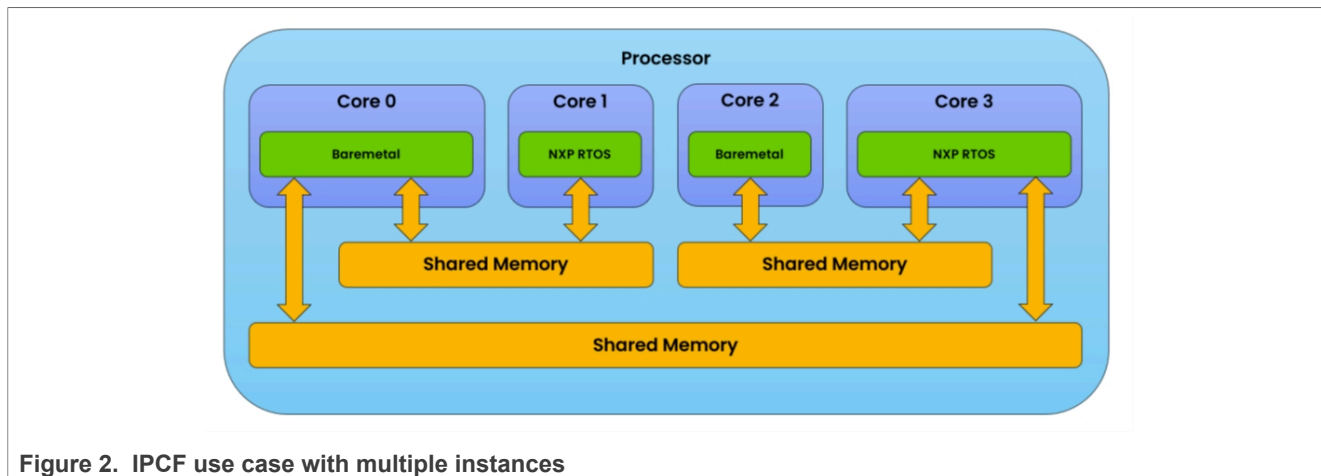 Processor
Core 0
Core 1
Core 2
Core 3
Baremetal
NXP RTOS
Baremetal
NXP RTOS
Shared Memory
Shared Memory
Shared Memory
Figure 2. IPCF use case with multiple instances